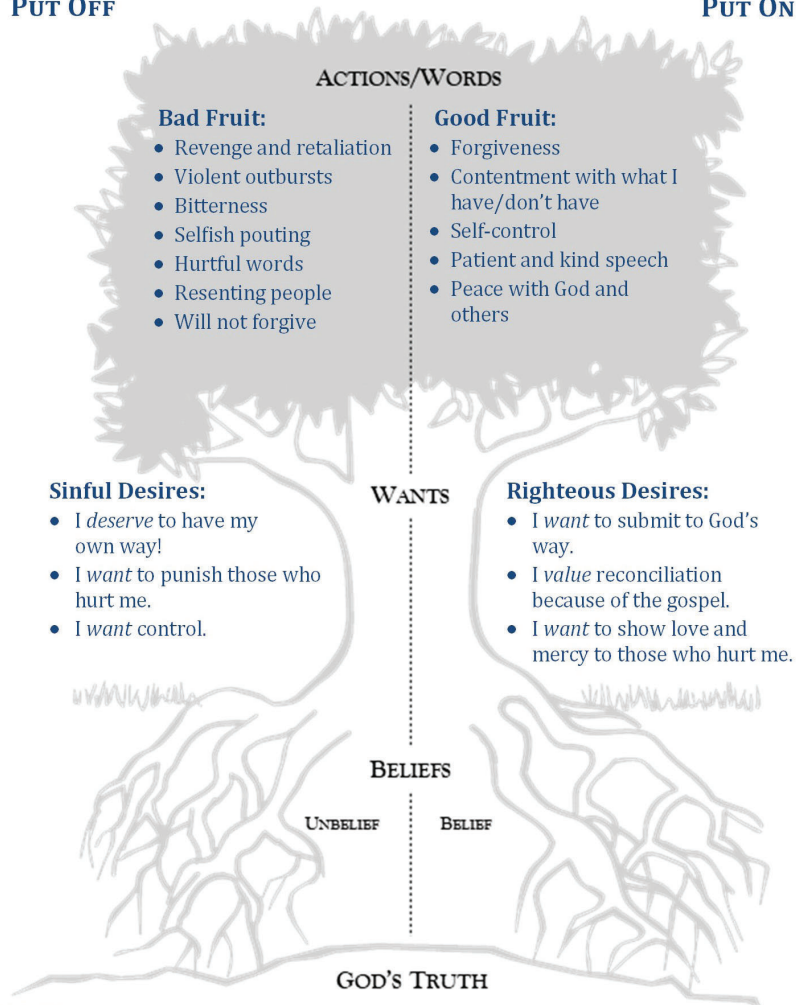 PUT OFF
PUT ON
ACTIONS/WORDS
Bad Fruit:
• Revenge and retaliation
• Violent outbursts
• Bitterness
• Selfish pouting
• Hurtful words
• Resenting people
• Will not forgive
Good Fruit:
• Forgiveness
• Contentment with what I
have/don't have
• Self-control
• Patient and kind speech
• Peace with God and
others
WANTS
Sinful Desires:
• I deserve to have my
own way!
• I want to punish those who
hurt me.
• I want control.
Righteous Desires:
• I want to submit to God's
way.
• I value reconciliation
because of the gospel.
• I want to show love and
mercy to those who hurt me.
BELIEFS
UNBELIEF
BELIEF
GOD'S TRUTH